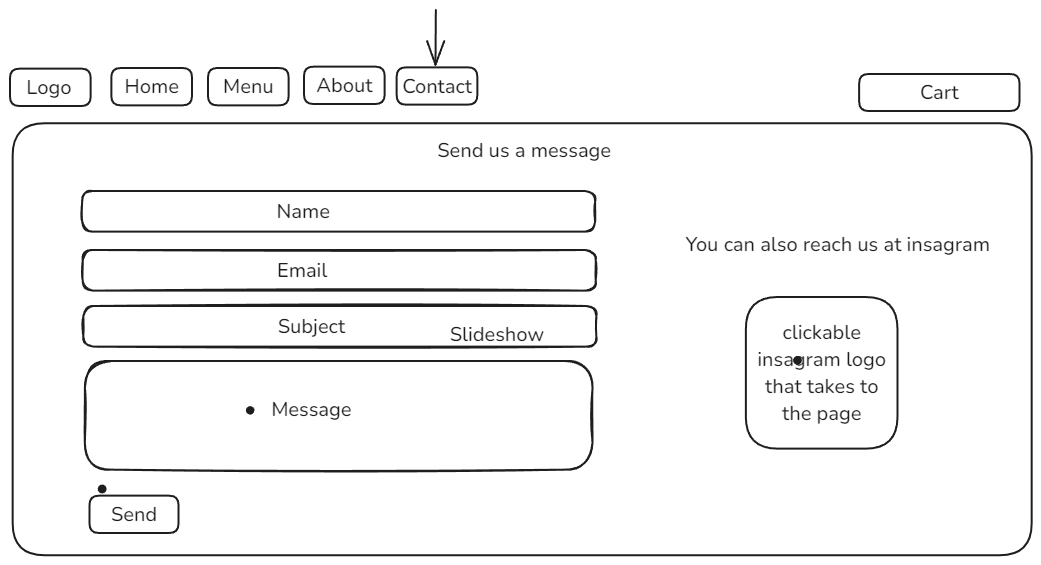 Logo
Home
Menu
About
Contact
Cart
Send us a message
Name
You can also reach us at insagram
Email
Subject
Slideshow
clickable
insagram logo
that takes to
the page
Message
Send